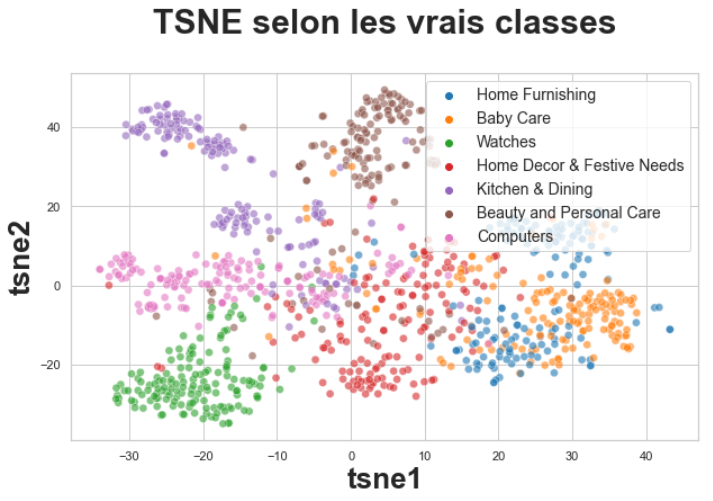 TSNE selon les vrais classes
Home Furnishing
Baby Care
Watches
Home Decor & Festive Needs
Kitchen & Dining
Beauty and Personal Care
Computers
40
20
0
−20
tsne2
−30
−20
−10
0
10
20
30
40
tsne1